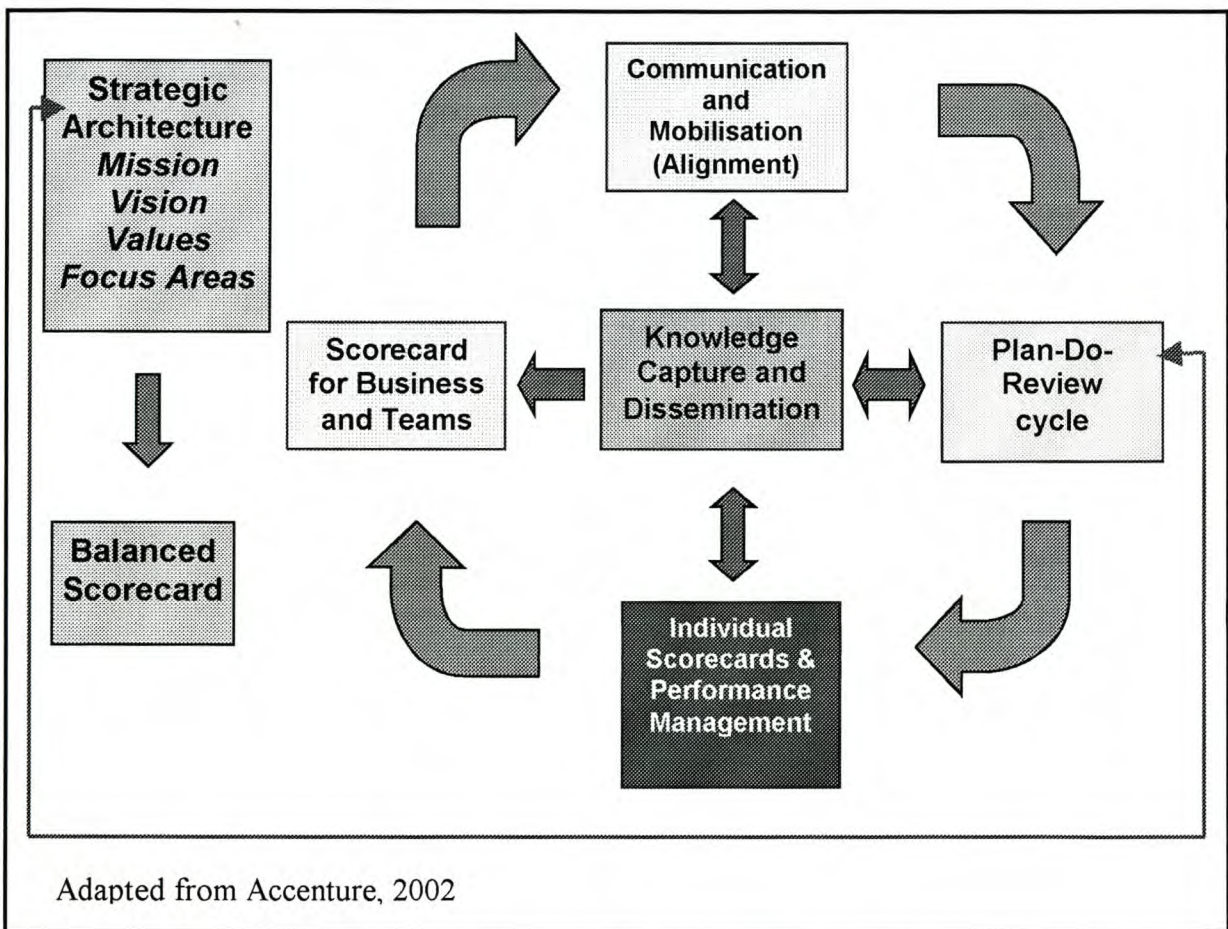 Strategic
Architecture
Mission
Vision
Values
Focus Areas
Communication
and
Mobilisation
(Alignment)
Scorecard
for Business
and Teams
Knowledge
Capture and
Dissemination
Plan-Do-
Review
cycle
Balanced
Scorecard
Individual
Scorecards &
Performance
Management
Adapted from Accenture, 2002